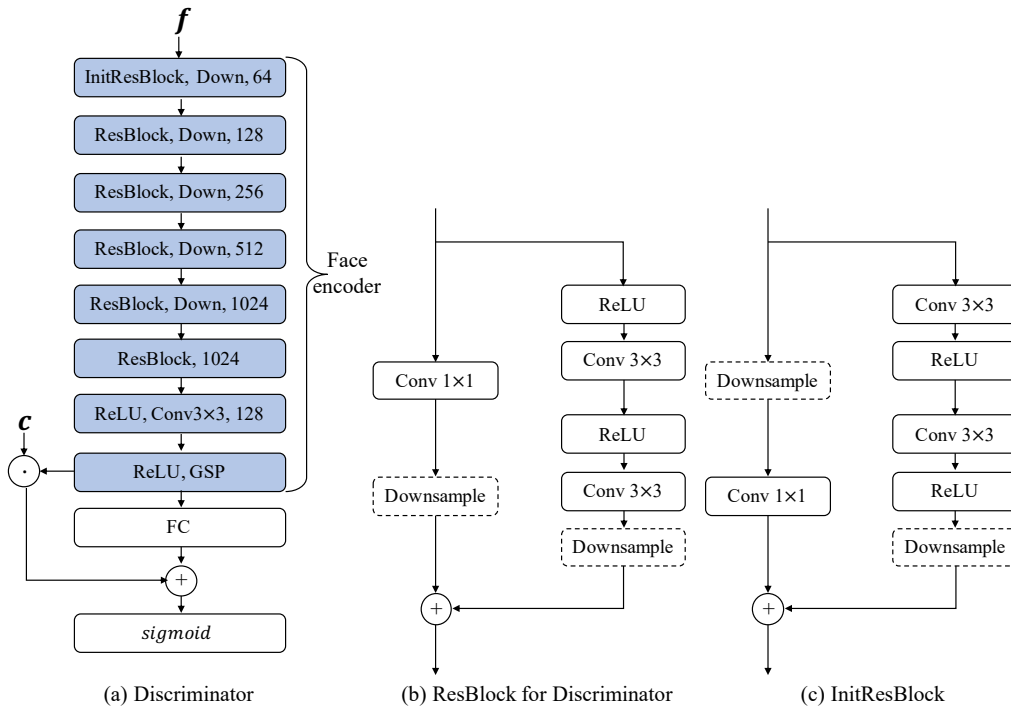 f
InitResBlock, Down, 64
ResBlock, Down, 128
ResBlock, Down, 256
ResBlock, Down, 512
ResBlock, Down, 1024
ResBlock, 1024
ReLU, Conv3×3, 128
ReLU, GSP
FC
+
sigmoid
c
·
Face
encoder
(a) Discriminator
Conv 1×1
Downsample
ReLU
Conv 3×3
ReLU
Conv 3×3
Downsample
+
(b) ResBlock for Discriminator
Downsample
Conv 1×1
Conv 3×3
ReLU
Conv 3×3
ReLU
Downsample
+
(c) InitResBlock